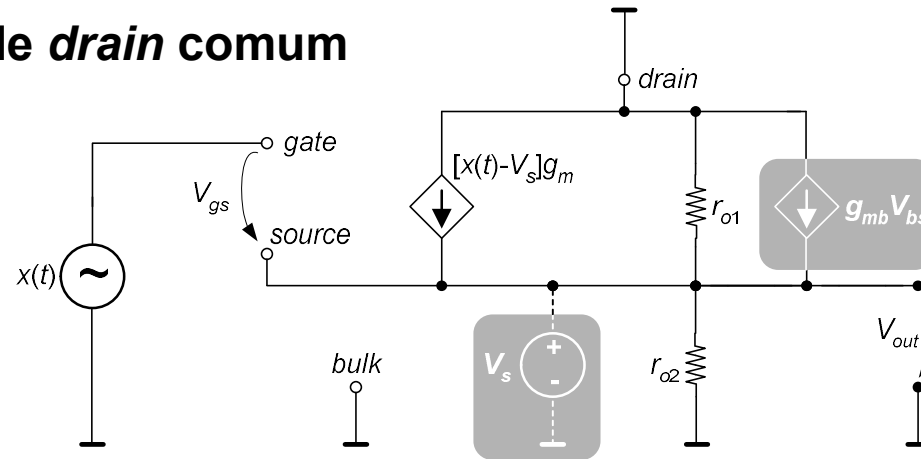 de drain comum
drain
gate
[x(t)-Vs]gm
Vgs
ro1
gmbVbs
source
x(t)
Vout
bulk
Vs
+
-
ro2